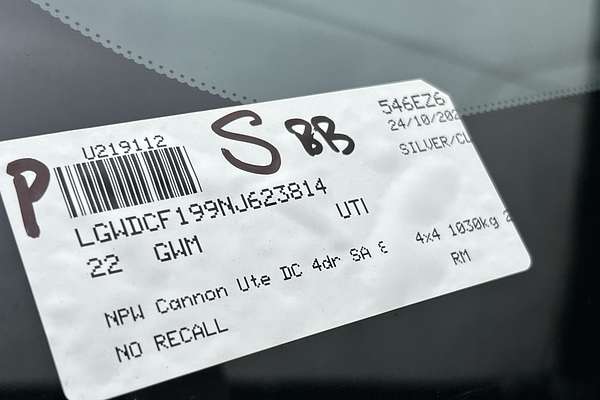 P S BB
U219112
546EZ6
24/10/202
SILVER/CL
LGWDCF199NJ623814
22 GWM UTI
NPW Cannon Ute DC 4dr SA 4x4 1030kg
RM
NO RECALL